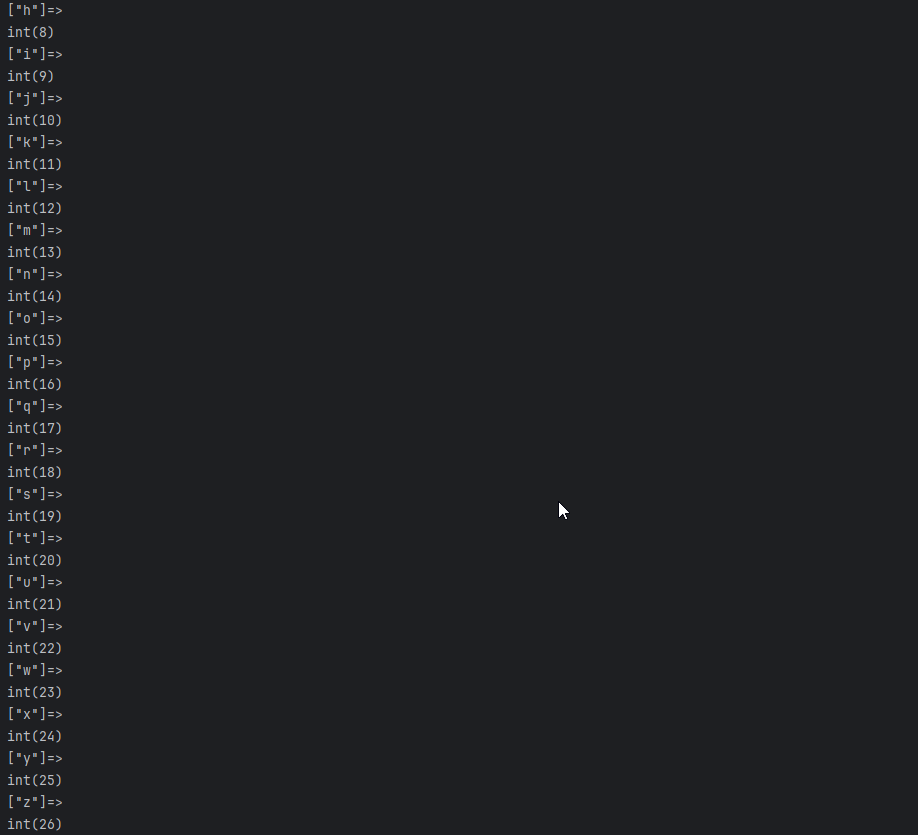 ["h"]=>
int(8)
["i"]=>
int(9)
["j"]=>
int(10)
["k"]=>
int(11)
["l"]=>
int(12)
["m"]=>
int(13)
["n"]=>
int(14)
["o"]=>
int(15)
["p"]=>
int(16)
["q"]=>
int(17)
["r"]=>
int(18)
["s"]=>
int(19)
["t"]=>
int(20)
["u"]=>
int(21)
["v"]=>
int(22)
["w"]=>
int(23)
["x"]=>
int(24)
["y"]=>
int(25)
["z"]=>
int(26)